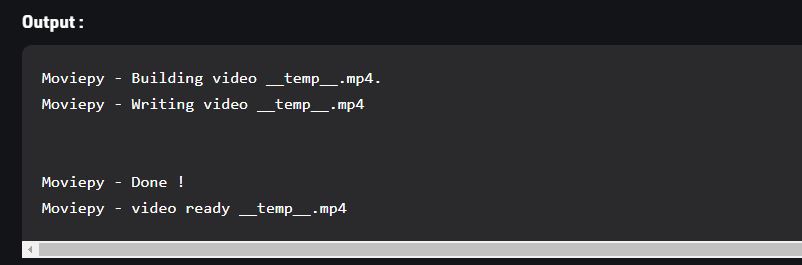 Output :
Moviepy - Building video __temp__.mp4.
Moviepy - Writing video __temp__.mp4
Moviepy - Done !
Moviepy - video ready __temp__.mp4